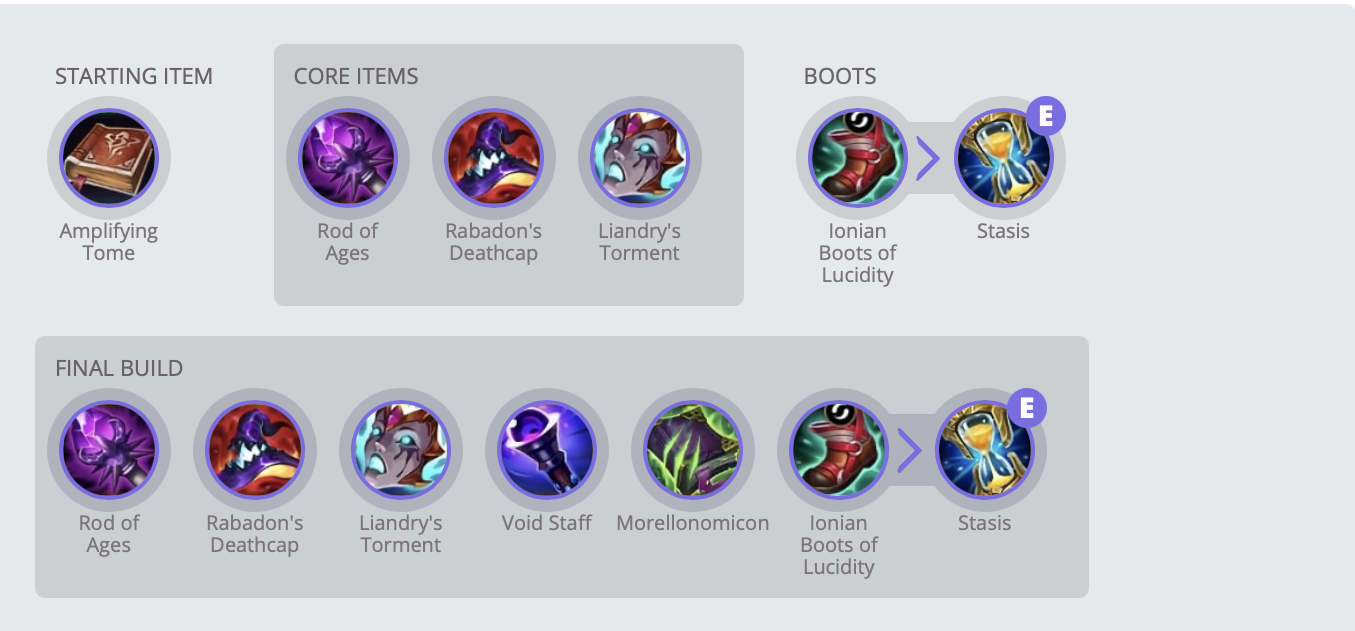 STARTING ITEM
Amplifying
Tome
CORE ITEMS
Rod of
Ages
Rabadon's
Deathcap
Liandry's
Torment
BOOTS
Ionian
Boots of
Lucidity
E
Stasis
FINAL BUILD
Rod of
Ages
Rabadon's
Deathcap
Liandry's
Torment
Void Staff
Morellonomicon
Ionian
Boots of
Lucidity
E
Stasis